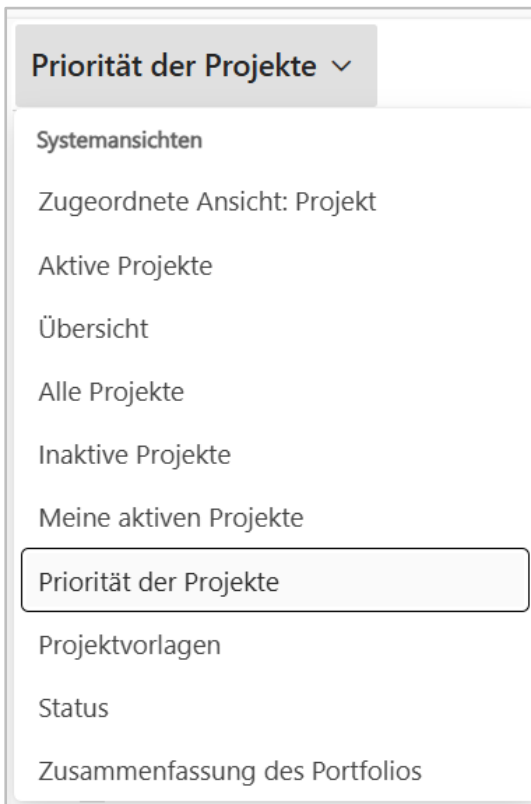 Priorität der Projekte
Systemansichten
Zugeordnete Ansicht: Projekt
Aktive Projekte
Übersicht
Alle Projekte
Inaktive Projekte
Meine aktiven Projekte
Priorität der Projekte
Projektvorlagen
Status
Zusammenfassung des Portfolios